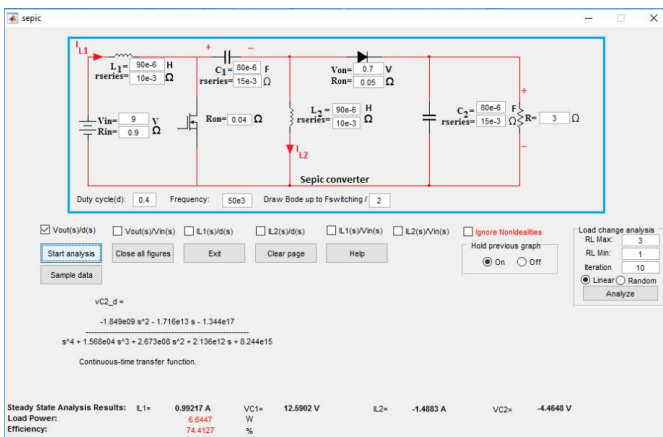 sepic
I L1
+ −
L1= 90e-6 H
rseries= 10e-3 Ω
C1= 80e-6 F
rseries= 15e-3 Ω
Von= 0.7 V
Ron= 0.05 Ω
Vin= 9 V
Rin= 0.9 Ω
Ron= 0.04 Ω
L2= 90e-6 H
rseries= 10e-3 Ω
I L2
C2= 80e-6 F
rseries= 15e-3 Ω
+
R= 3 Ω
−
Sepic converter
Duty cycle(d): 0.4 Frequency: 50e3 Draw Bode up to Fswitching / 2
Vout(s)/d(s) Vout(s)/Vin(s) IL1(s)/d(s) IL2(s)/d(s) IL1(s)/Vin(s) IL2(s)/Vin(s) Ignore Nonidealities
Start analysis Close all figures Exit Clear page Help
Sample data
Hold previous graph
On Off
Load change analysis
RL Max: 3
RL Min: 1
Iteration 10
Linear Random
Analyze
vC2_d =
-1.849e09 s^2 - 1.716e13 s - 1.344e17
----------------------------------------------------------
s^4 + 1.568e04 s^3 + 2.673e08 s^2 + 2.136e12 s + 8.244e15
Continuous-time transfer function.
Steady State Analysis Results: IL1= 0.99217 A VC1= 12.5902 V IL2= -1.4883 A VC2= -4.4648 V
Load Power: 6.6447 W
Efficiency: 74.4127 %